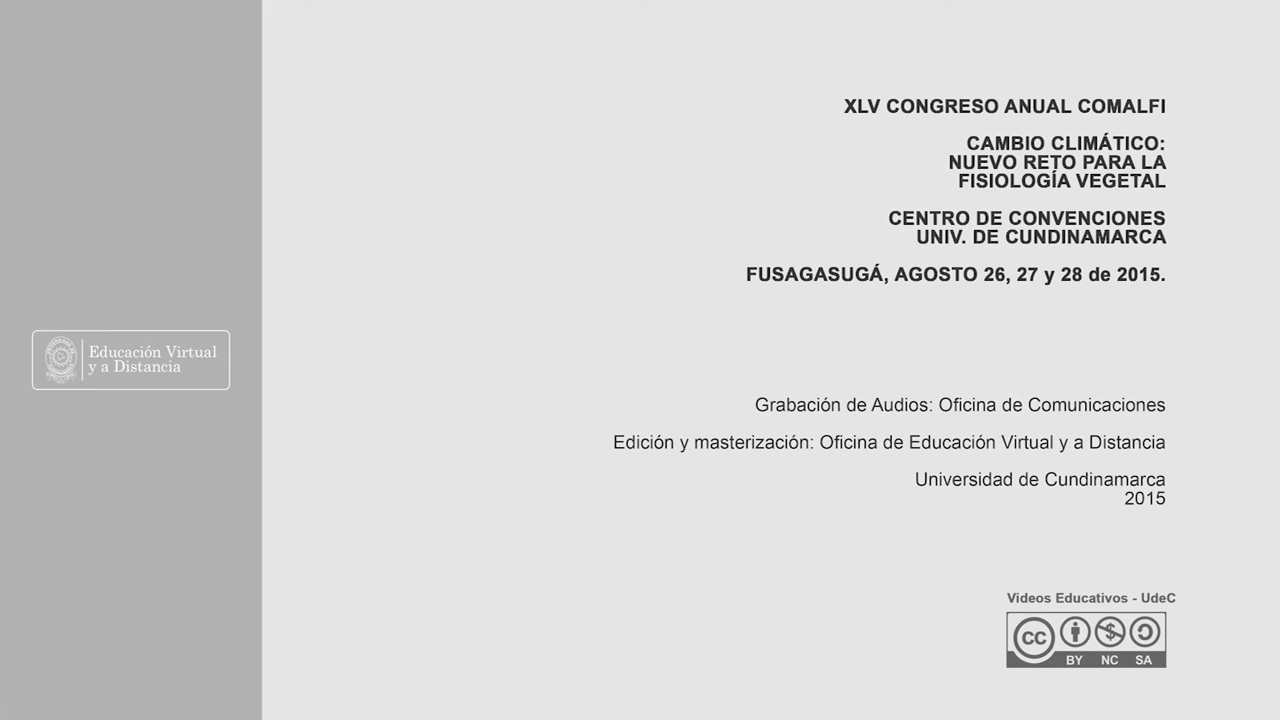 XLV CONGRESO ANUAL COMALFI
CAMBIO CLIMÁTICO:
NUEVO RETO PARA LA
FISIOLOGÍA VEGETAL
CENTRO DE CONVENCIONES
UNIV. DE CUNDINAMARCA
FUSAGASUGÁ, AGOSTO 26, 27 y 28 de 2015.
Educación Virtual
y a Distancia
Grabación de Audios: Oficina de Comunicaciones
Edición y masterización: Oficina de Educación Virtual y a Distancia
Universidad de Cundinamarca
2015
Videos Educativos - UdeC
cc
BY NC SA